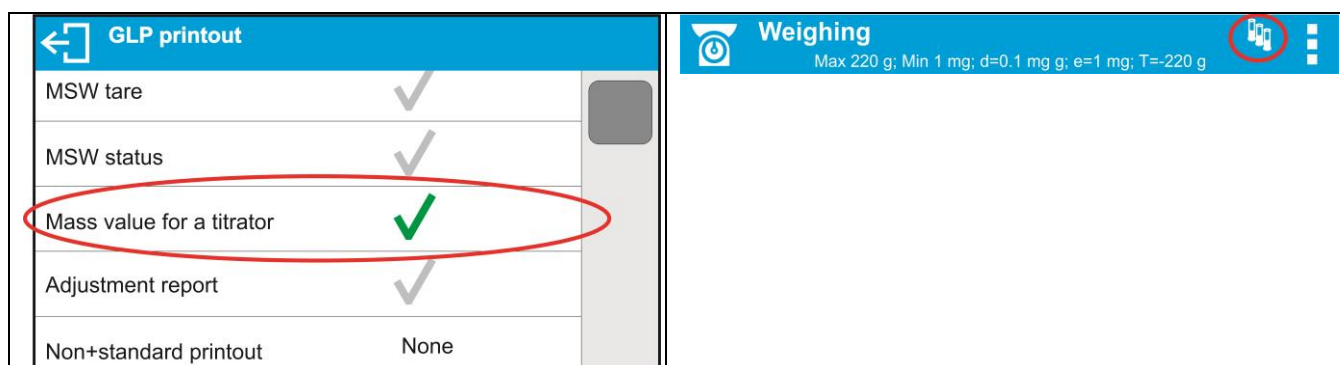 GLP printout
MSW tare
MSW status
Mass value for a titrator
Adjustment report
Non+standard printout None
Weighing
Max 220 g; Min 1 mg; d=0.1 mg g; e=1 mg; T=-220 g